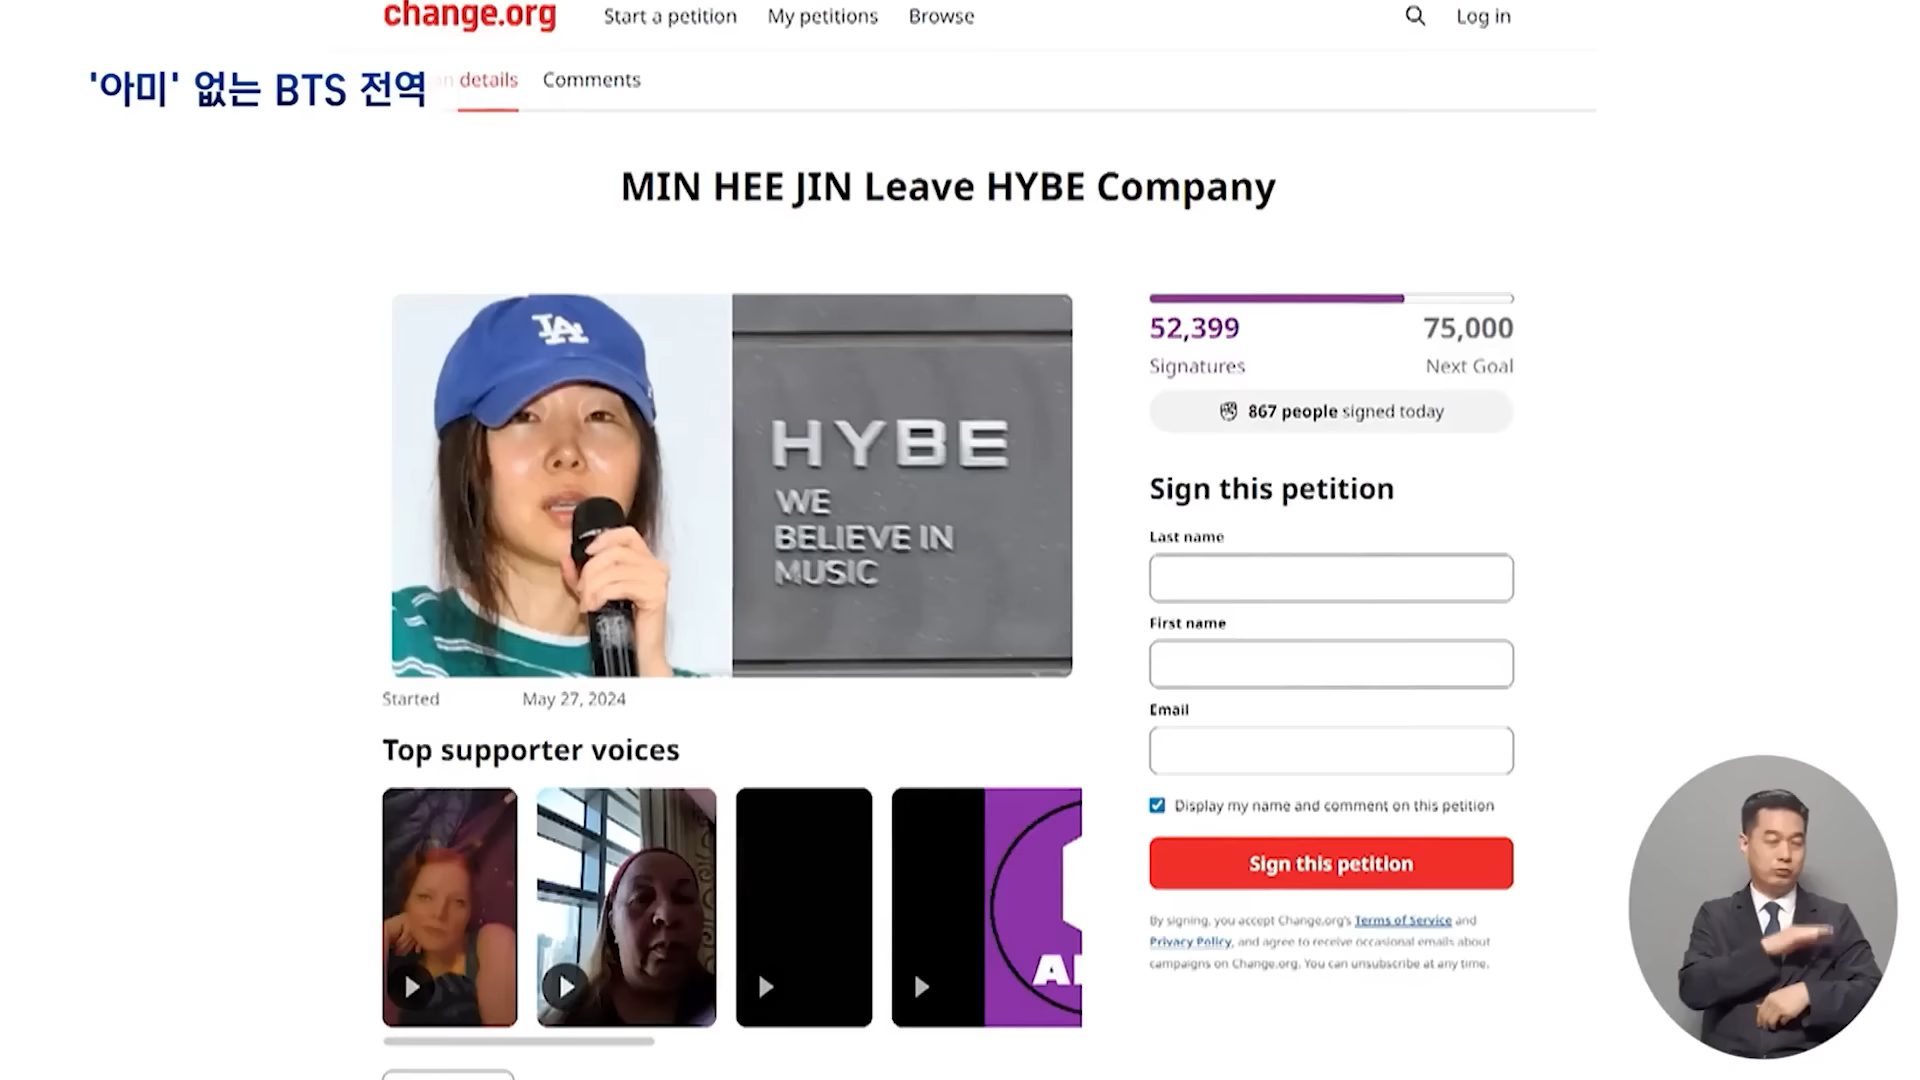 change.org
Start a petition
My petitions
Browse
Log in
'아미' 없는 BTS 전역
details
Comments
MIN HEE JIN Leave HYBE Company
LA
HYBE
WE
BELIEVE IN
MUSIC
52,399
75,000
Signatures
Next Goal
867 people signed today
Sign this petition
Last name
First name
Email
Display my name and comment on this petition
Sign this petition
By signing, you accept Change.org's Terms of Service and
Privacy Policy, and agree to receive occasional emails about
campaigns on Change.org. You can unsubscribe at any time.
Started
May 27, 2024
Top supporter voices